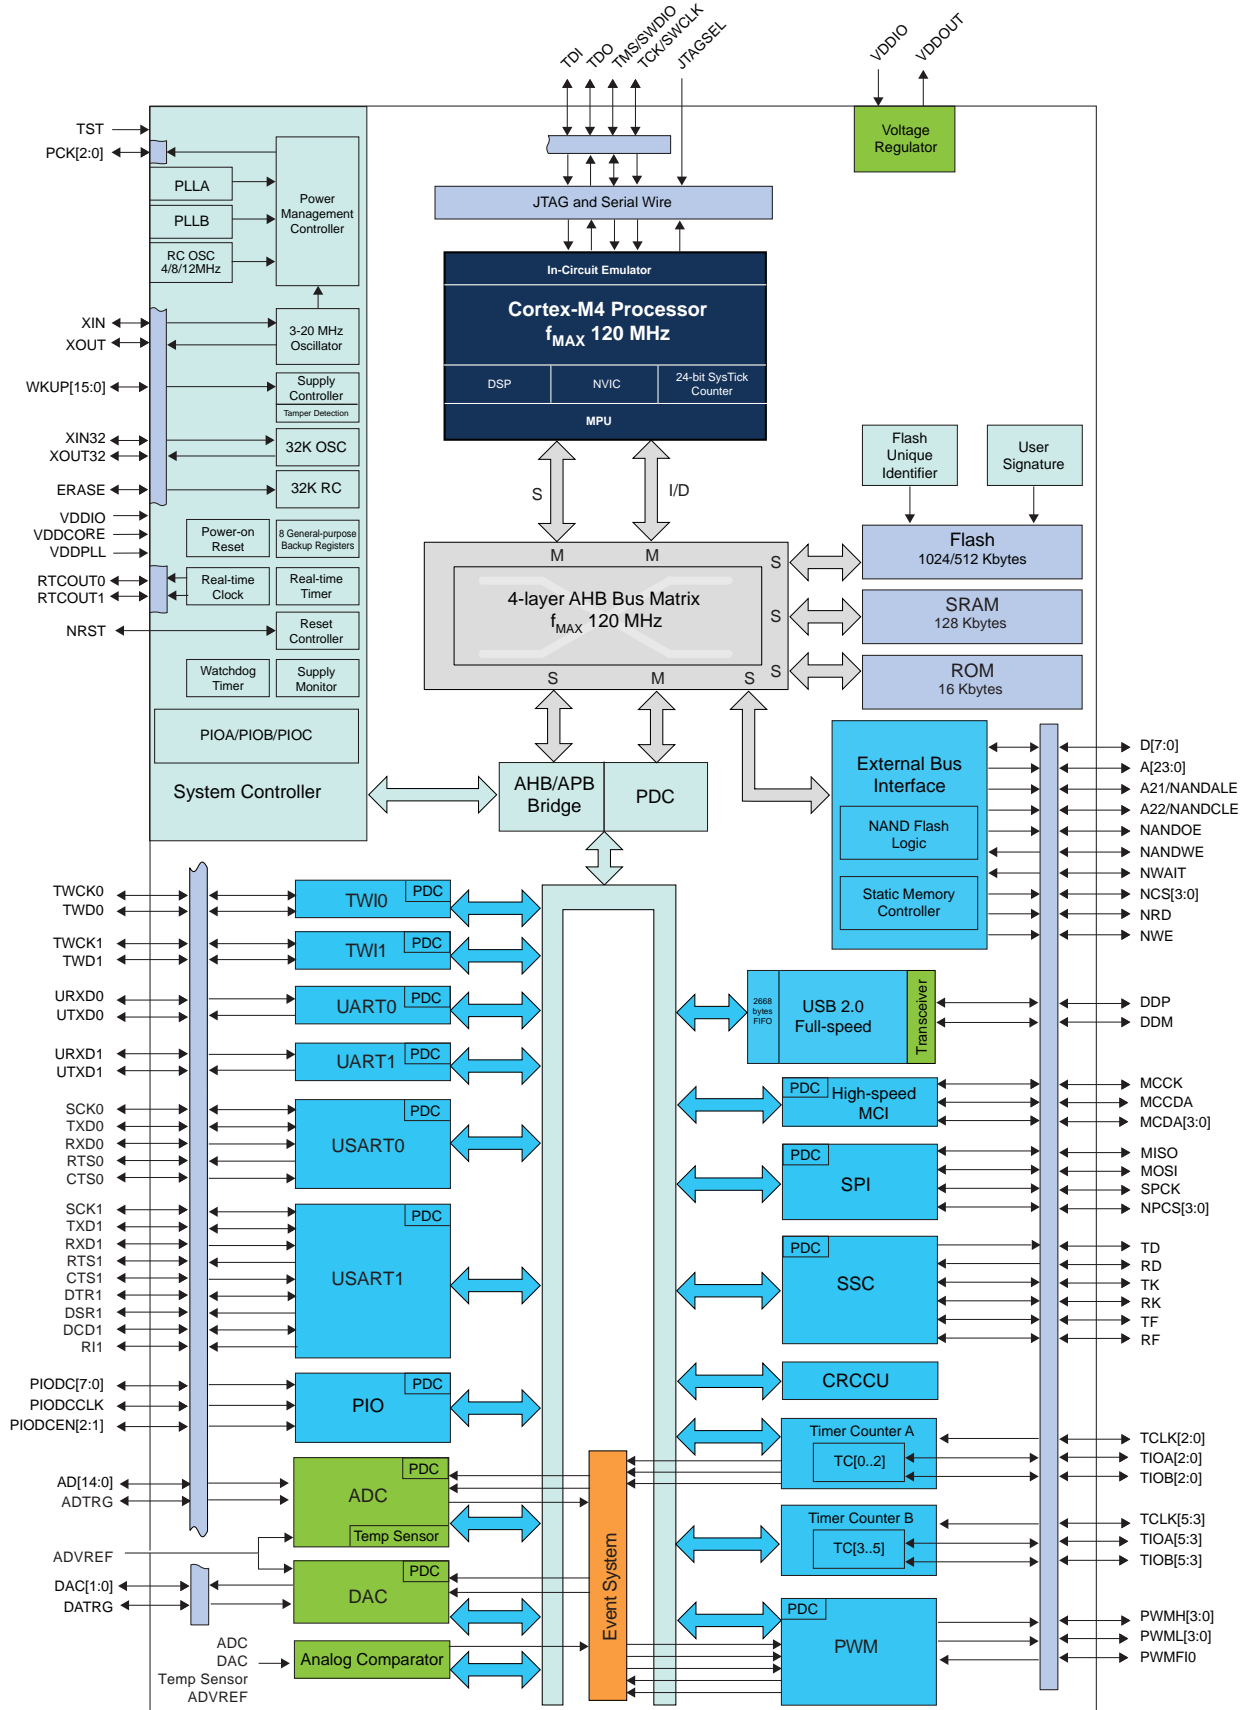 TDI
TDO
TMS/SWDIO
TCK/SWCLK
JTAGSEL
VDDIO
VDDOUT
TST
PCK[2:0]
PLLA
PLLB
RC OSC
4/8/12MHz
Power
Management
Controller
Voltage
Regulator
JTAG and Serial Wire
In-Circuit Emulator
Cortex-M4 Processor
fMAX 120 MHz
DSP
NVIC
24-bit SysTick
Counter
MPU
XIN
XOUT
3-20 MHz
Oscillator
WKUP[15:0]
Supply
Controller
Tamper Detection
XIN32
XOUT32
32K OSC
ERASE
32K RC
VDDIO
VDDCORE
VDDPLL
Power-on
Reset
8 General-purpose
Backup Registers
RTCOUT0
RTCOUT1
Real-time
Clock
Real-time
Timer
NRST
Reset
Controller
Watchdog
Timer
Supply
Monitor
PIOA/PIOB/PIOC
System Controller
S
I/D
M
M
S
S
S
S
M
S
4-layer AHB Bus Matrix
fMAX 120 MHz
Flash
Unique
Identifier
User
Signature
Flash
1024/512 Kbytes
SRAM
128 Kbytes
ROM
16 Kbytes
AHB/APB
Bridge
PDC
External Bus
Interface
NAND Flash
Logic
Static Memory
Controller
D[7:0]
A[23:0]
A21/NANDALE
A22/NANDCLE
NANDOE
NANDWE
NWAIT
NCS[3:0]
NRD
NWE
TWCK0
TWD0
TWI0
PDC
TWCK1
TWD1
TWI1
PDC
URXD0
UTXD0
UART0
PDC
URXD1
UTXD1
UART1
PDC
SCK0
TXD0
RXD0
RTS0
CTS0
USART0
PDC
SCK1
TXD1
RXD1
RTS1
CTS1
DTR1
DSR1
DCD1
RI1
USART1
PDC
PIODC[7:0]
PIODCCLK
PIODCEN[2:1]
PIO
PDC
AD[14:0]
ADTRG
ADC
PDC
Temp Sensor
ADVREF
DAC[1:0]
DATRG
DAC
PDC
ADC
DAC
Temp Sensor
ADVREF
Analog Comparator
Event System
2668
bytes
FIFO
USB 2.0
Full-speed
Transceiver
DDP
DDM
PDC
High-speed
MCI
MCCK
MCCDA
MCDA[3:0]
PDC
SPI
MISO
MOSI
SPCK
NPCS[3:0]
PDC
SSC
TD
RD
TK
RK
TF
RF
CRCCU
Timer Counter A
TC[0..2]
TCLK[2:0]
TIOA[2:0]
TIOB[2:0]
Timer Counter B
TC[3..5]
TCLK[5:3]
TIOA[5:3]
TIOB[5:3]
PDC
PWM
PWMH[3:0]
PWML[3:0]
PWMFI0